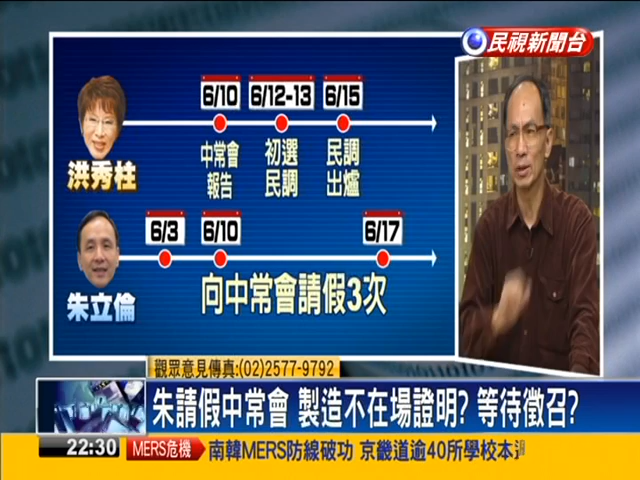 民視新聞台
6/10 6/12-13 6/15
洪秀柱
中常會
報告
初選
民調
民調
出爐
6/3 6/10 6/17
朱立倫
向中常會請假3次
觀眾意見傳真:(02)2577-9792
朱請假中常會 製造不在場證明? 等待徵召?
22:30 MERS危機 南韓MERS防線破功 京畿道逾40所學校本